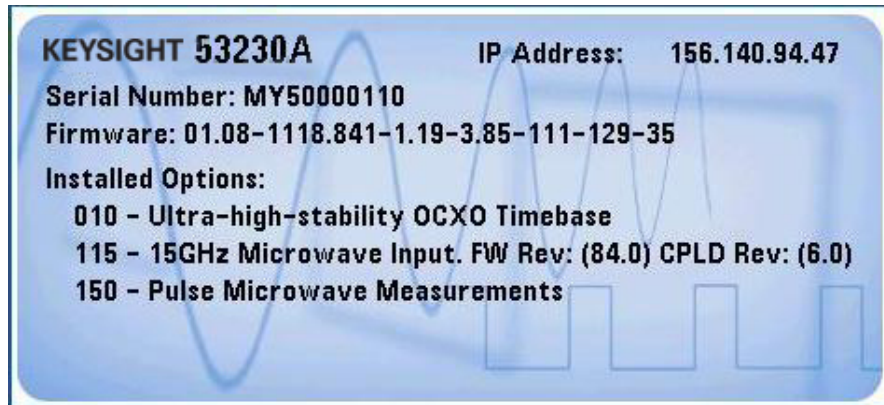 KEYSIGHT 53230A IP Address: 156.140.94.47
Serial Number: MY50000110
Firmware: 01.08-1118.841-1.19-3.85-111-129-35
Installed Options:
010 - Ultra-high-stability OCXO Timebase
115 - 15GHz Microwave Input. FW Rev: (84.0) CPLD Rev: (6.0)
150 - Pulse Microwave Measurements